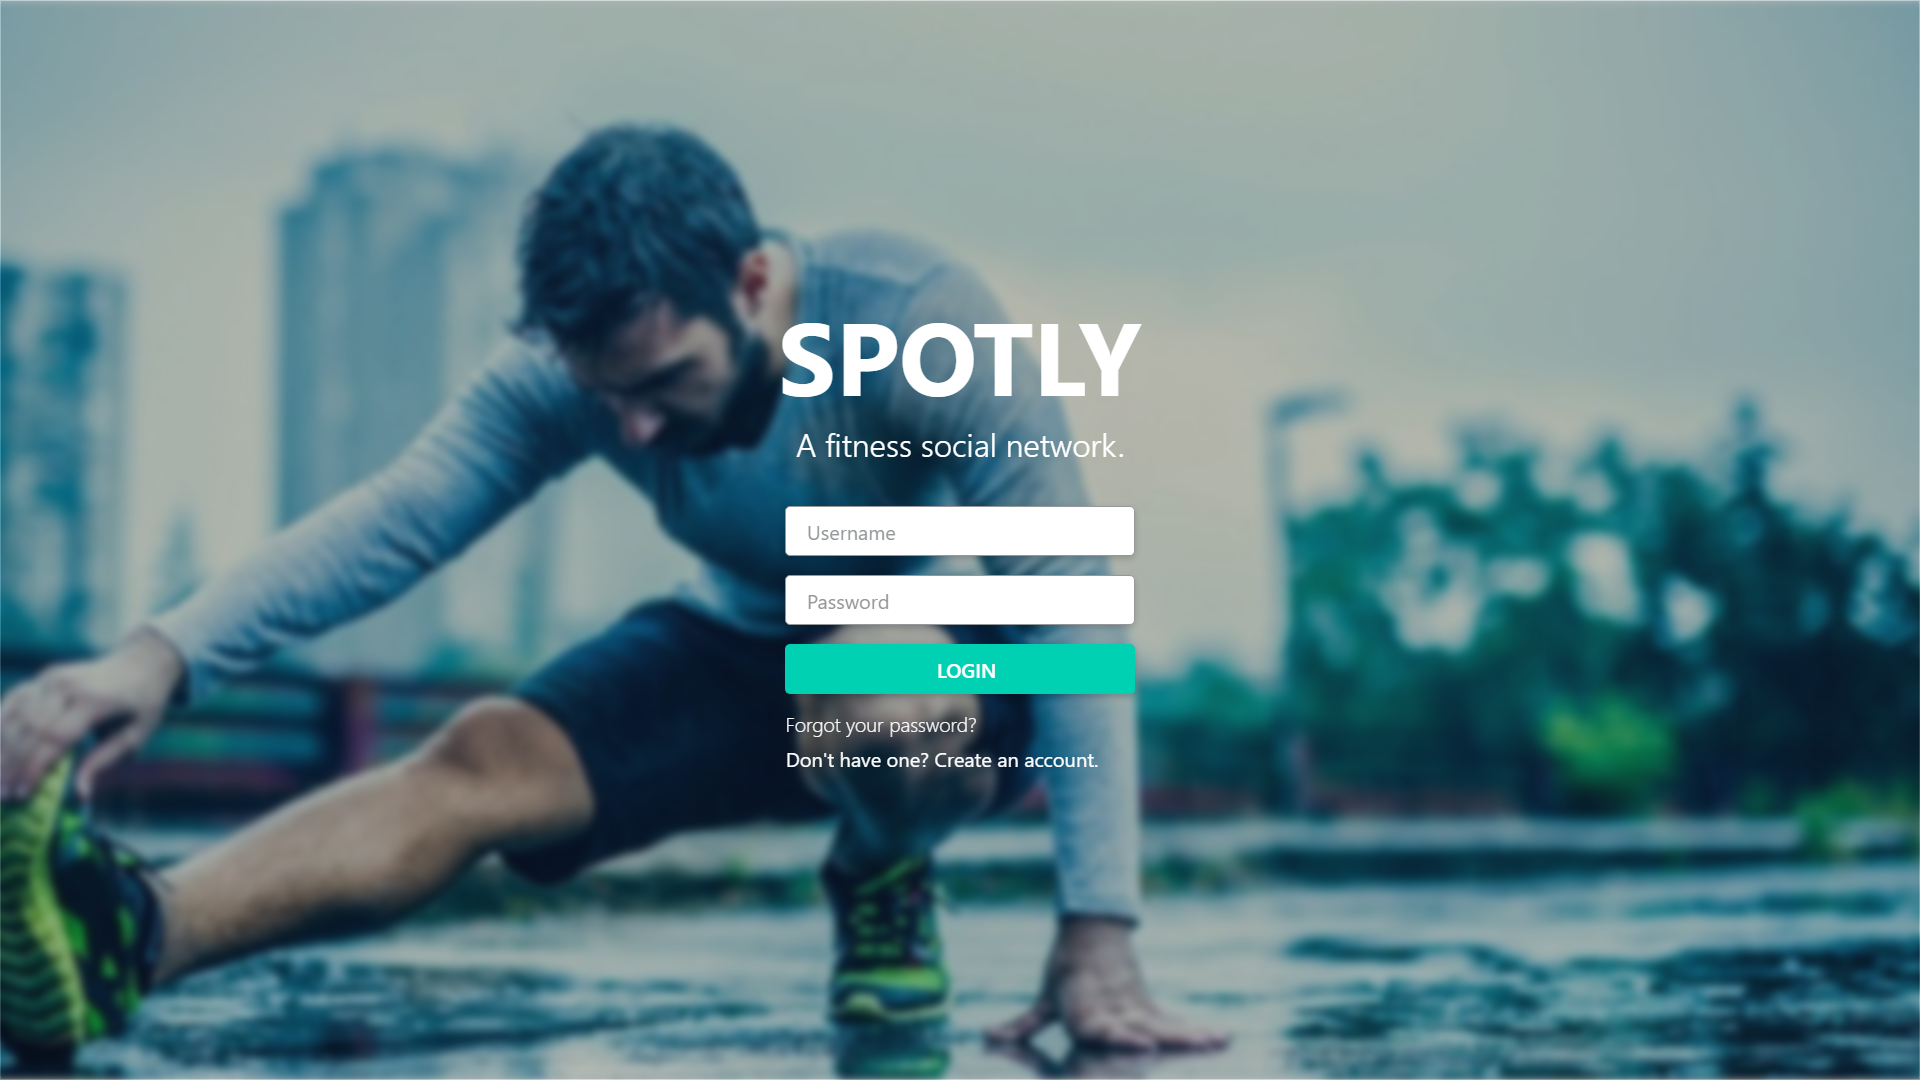 SPOTLY
A fitness social network.
Username
Password
LOGIN
Forgot your password?
Don't have one? Create an account.